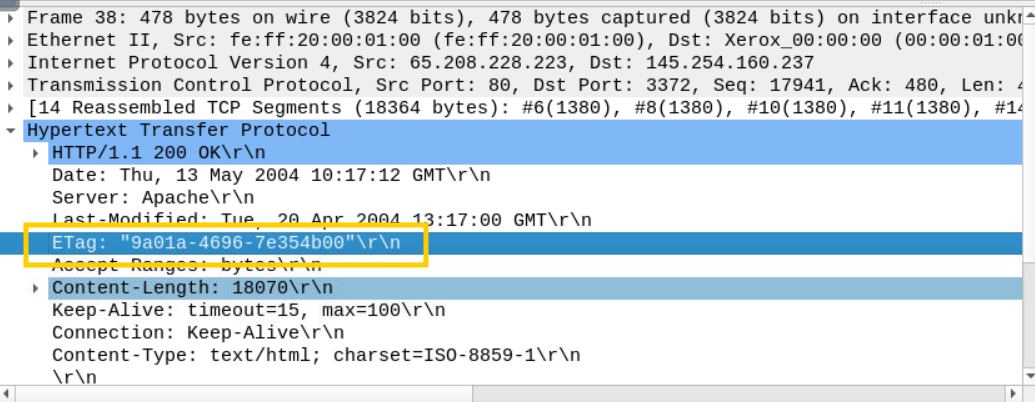 Frame 38: 478 bytes on wire (3824 bits), 478 bytes captured (3824 bits) on interface
Ethernet II, Src: fe:ff:20:00:01:00 (fe:ff:20:00:01:00), Dst: Xerox_00:00:00 (00:00:01:00
Internet Protocol Version 4, Src: 65.208.228.223, Dst: 145.254.160.237
Transmission Control Protocol, Src Port: 80, Dst Port: 3372, Seq: 17941, Ack: 480, Len:
[14 Reassembled TCP Segments (18364 bytes): #6(1380), #8(1380), #10(1380), #11(1380),
Hypertext Transfer Protocol
HTTP/1.1 200 OK\r\n
Date: Thu, 13 May 2004 10:17:12 GMT\r\n
Server: Apache\r\n
Last-Modified: Tue, 20 Apr 2004 13:17:00 GMT\r\n
ETag: "9a01a-4696-7e354b00"\r\n
Accept-Ranges: bytes\r\n
Content-Length: 18070\r\n
Keep-Alive: timeout=15, max=100\r\n
Connection: Keep-Alive\r\n
Content-Type: text/html; charset=ISO-8859-1\r\n
\r\n